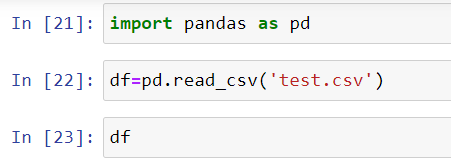 In [21]: import pandas as pd
In [22]: df=pd.read_csv('test.csv')
In [23]: df